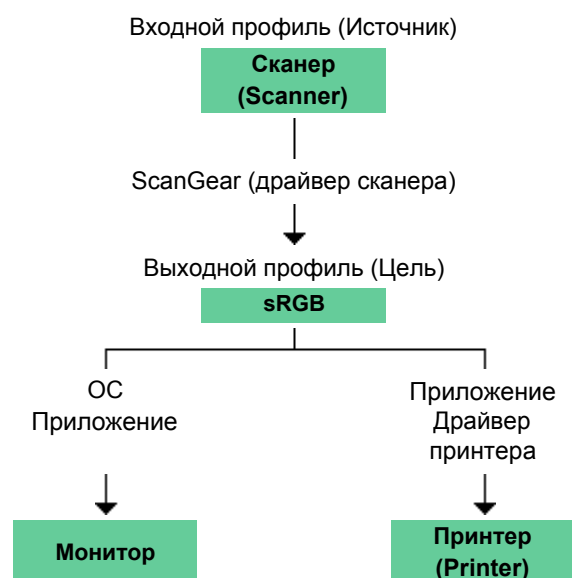 Входной профиль (Источник)
Сканер
(Scanner)
ScanGear (драйвер сканера)
Выходной профиль (Цель)
sRGB
ОС
Приложение
Приложение
Драйвер
принтера
Монитор
Принтер
(Printer)